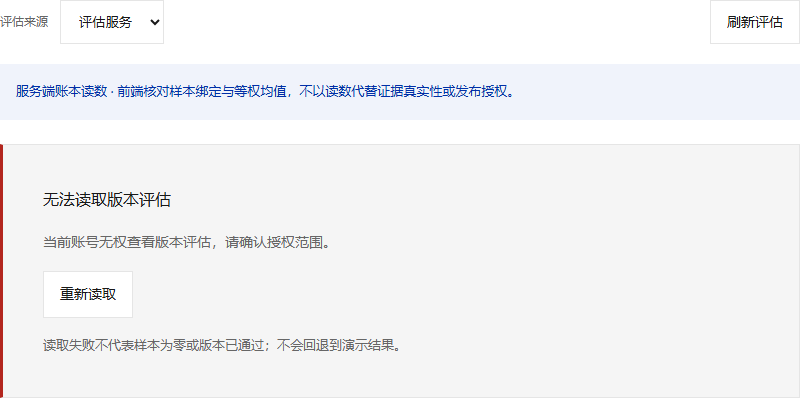 评估来源 评估服务 刷新评估
服务端账本读数 · 前端核对样本绑定与等权均值，不以读数代替证据真实性或发布授权。
无法读取版本评估
当前账号无权查看版本评估，请确认授权范围。
重新读取
读取失败不代表样本为零或版本已通过；不会回退到演示结果。